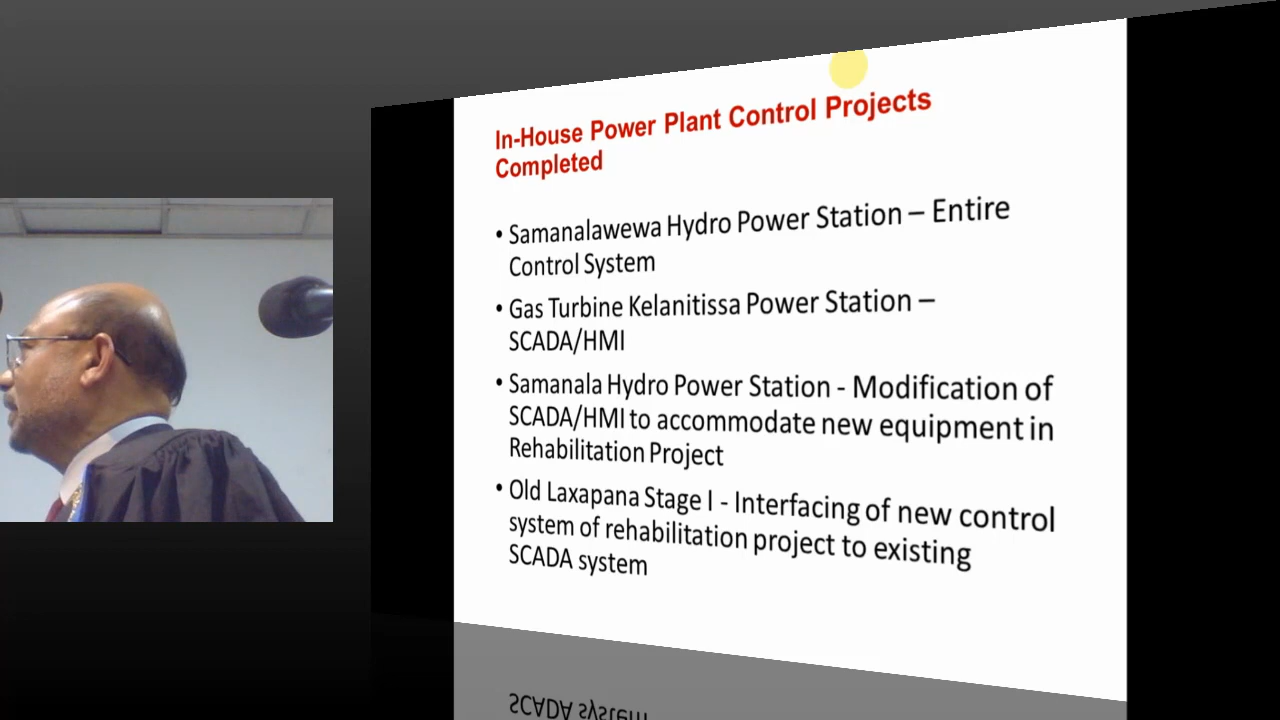 In-House Power Plant Control Projects
Completed
• Samanalawewa Hydro Power Station – Entire
Control System
• Gas Turbine Kelanitissa Power Station –
SCADA/HMI
• Samanala Hydro Power Station - Modification of
SCADA/HMI to accommodate new equipment in
Rehabilitation Project
• Old Laxapana Stage I - Interfacing of new control
system of rehabilitation project to existing
SCADA system
SCADA system